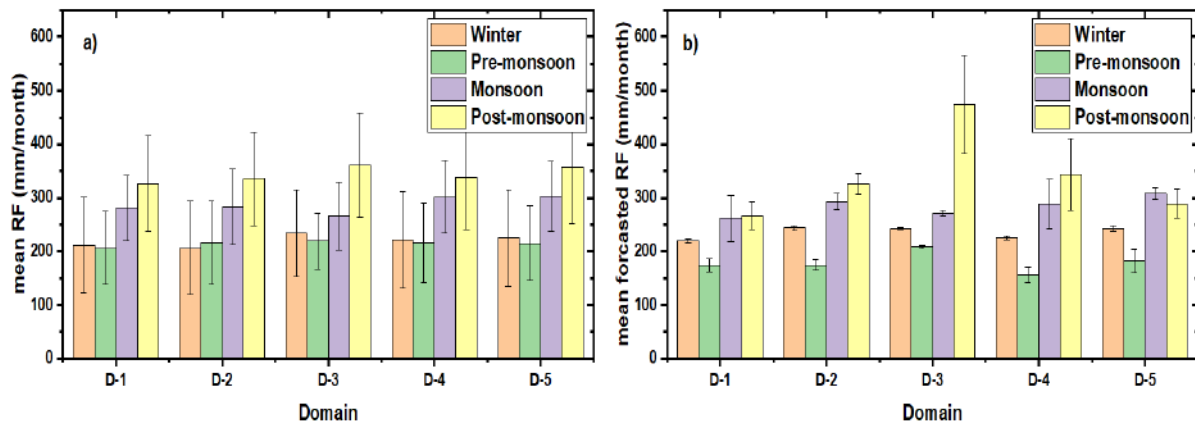 a)
Winter
Pre-monsoon
Monsoon
Post-monsoon
mean RF (mm/month)
600
500
400
300
200
100
0
D-1 D-2 D-3 D-4 D-5
Domain
b)
Winter
Pre-monsoon
Monsoon
Post-monsoon
mean forcasted RF (mm/month)
600
500
400
300
200
100
0
D-1 D-2 D-3 D-4 D-5
Domain